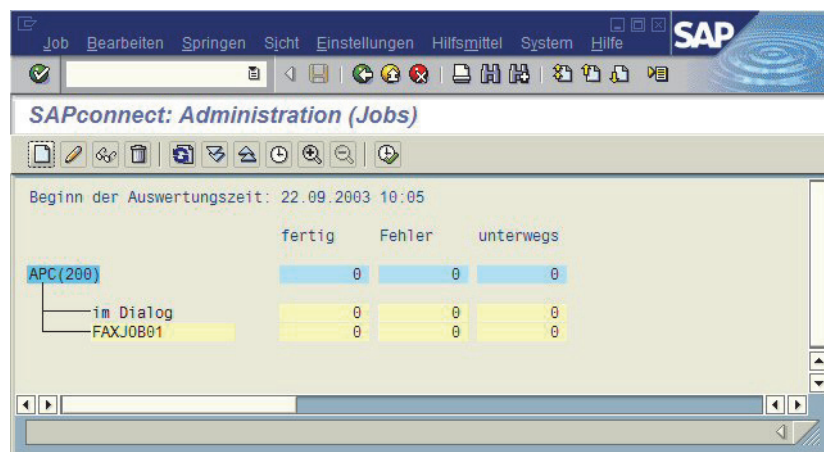 Job Bearbeiten Springen Sicht Einstellungen Hilfsmittel System Hilfe
SAP
SAPconnect: Administration (Jobs)
Beginn der Auswertungszeit: 22.09.2003 10:05
fertig Fehler unterwegs
APC(200) 0 0 0
im Dialog 0 0 0
FAXJOB01 0 0 0